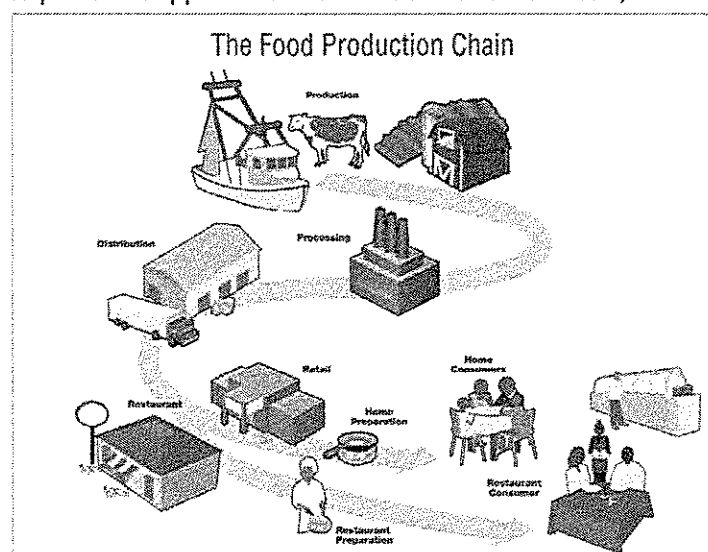 The Food Production Chain
Production
Distribution
Processing
Retail
Home
Consumers
Restaurant
Home
Preparation
Restaurant
Consumer
Restaurant
Preparation